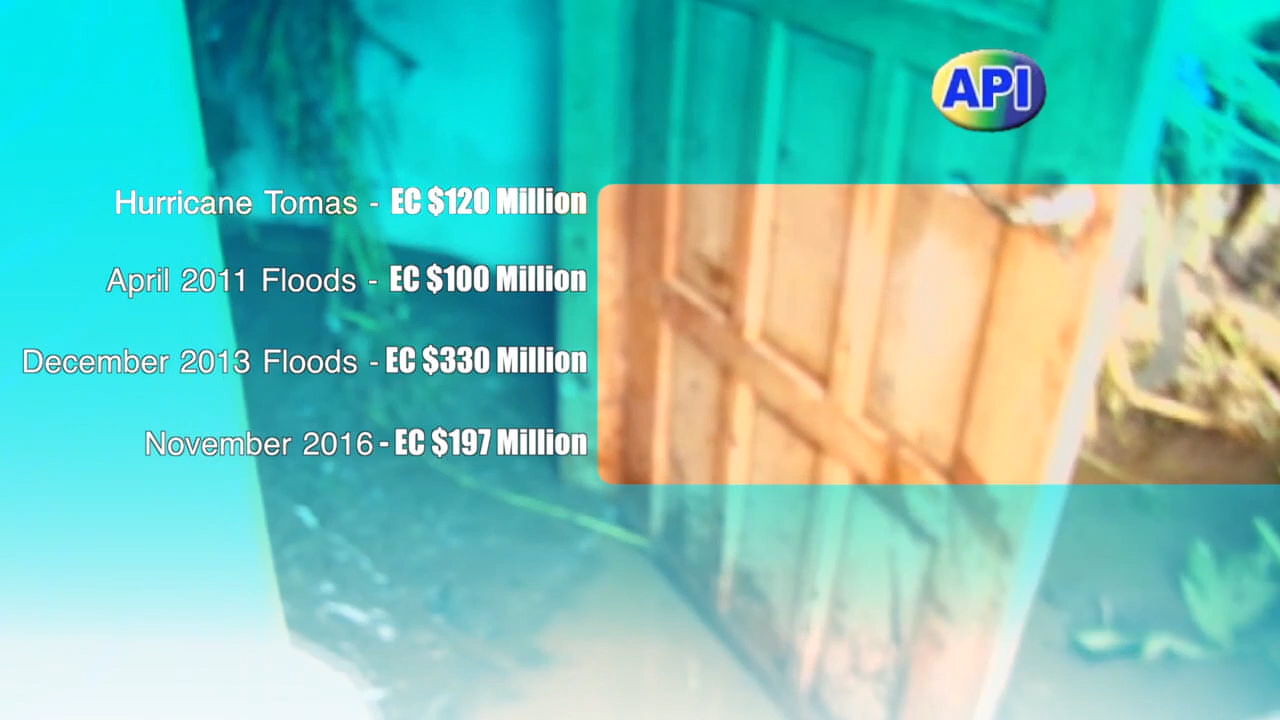 API
Hurricane Tomas - EC $120 Million
April 2011 Floods - EC $100 Million
December 2013 Floods - EC $330 Million
November 2016 - EC $197 Million